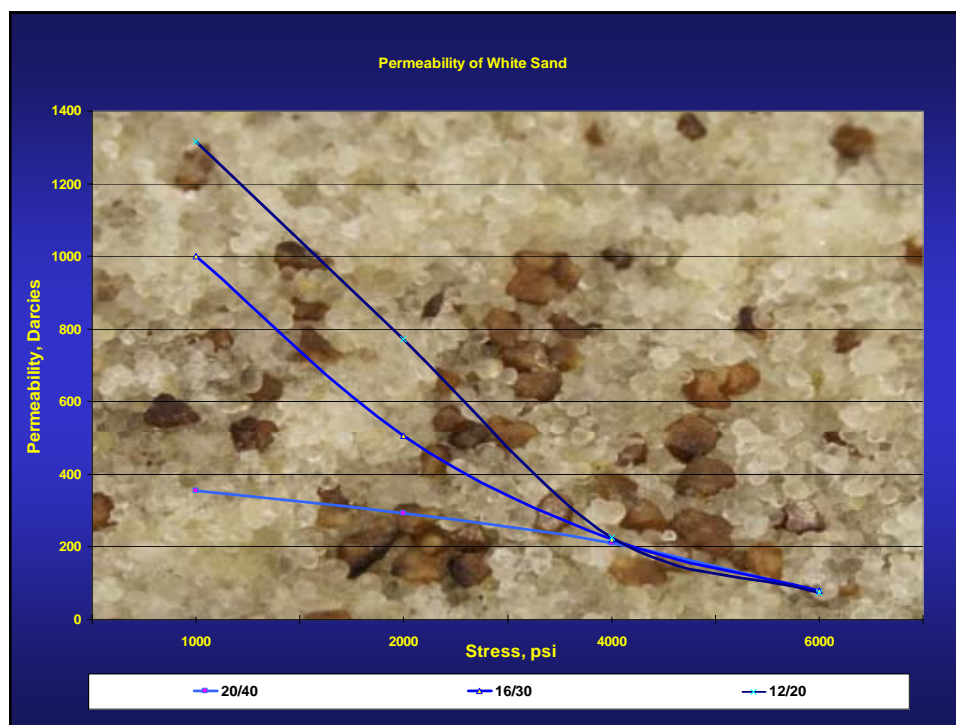 Permeability of White Sand
1400
1200
1000
800
600
400
200
0
Permeability, Darcies
1000 2000 4000 6000
Stress, psi
20/40 16/30 12/20